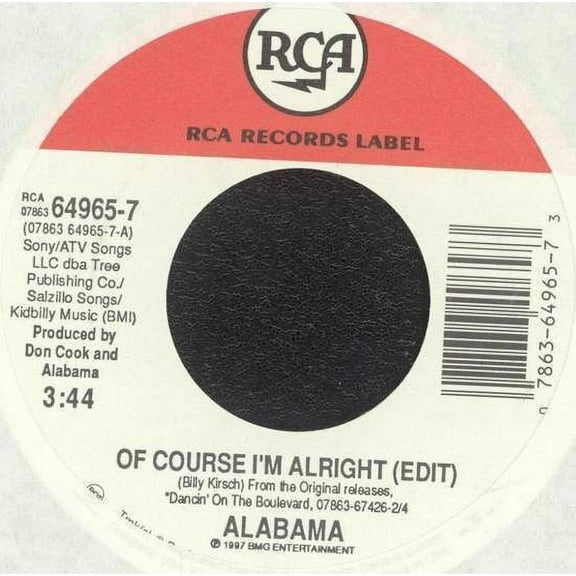 RCA
RCA RECORDS LABEL
RCA
07863 64965-7
(07863 64965-7-A)
Sony/ATV Songs
LLC dba Tree
Publishing Co./
Salzillo Songs/
Kidbilly Music (BMI)
Produced by
Don Cook and
Alabama
3:44
0 7863-64965-7 3
OF COURSE I'M ALRIGHT (EDIT)
(Billy Kirsch) From the Original releases,
"Dancin' On The Boulevard, 07863-67426-2/4
ALABAMA
℗ 1997 BMG ENTERTAINMENT